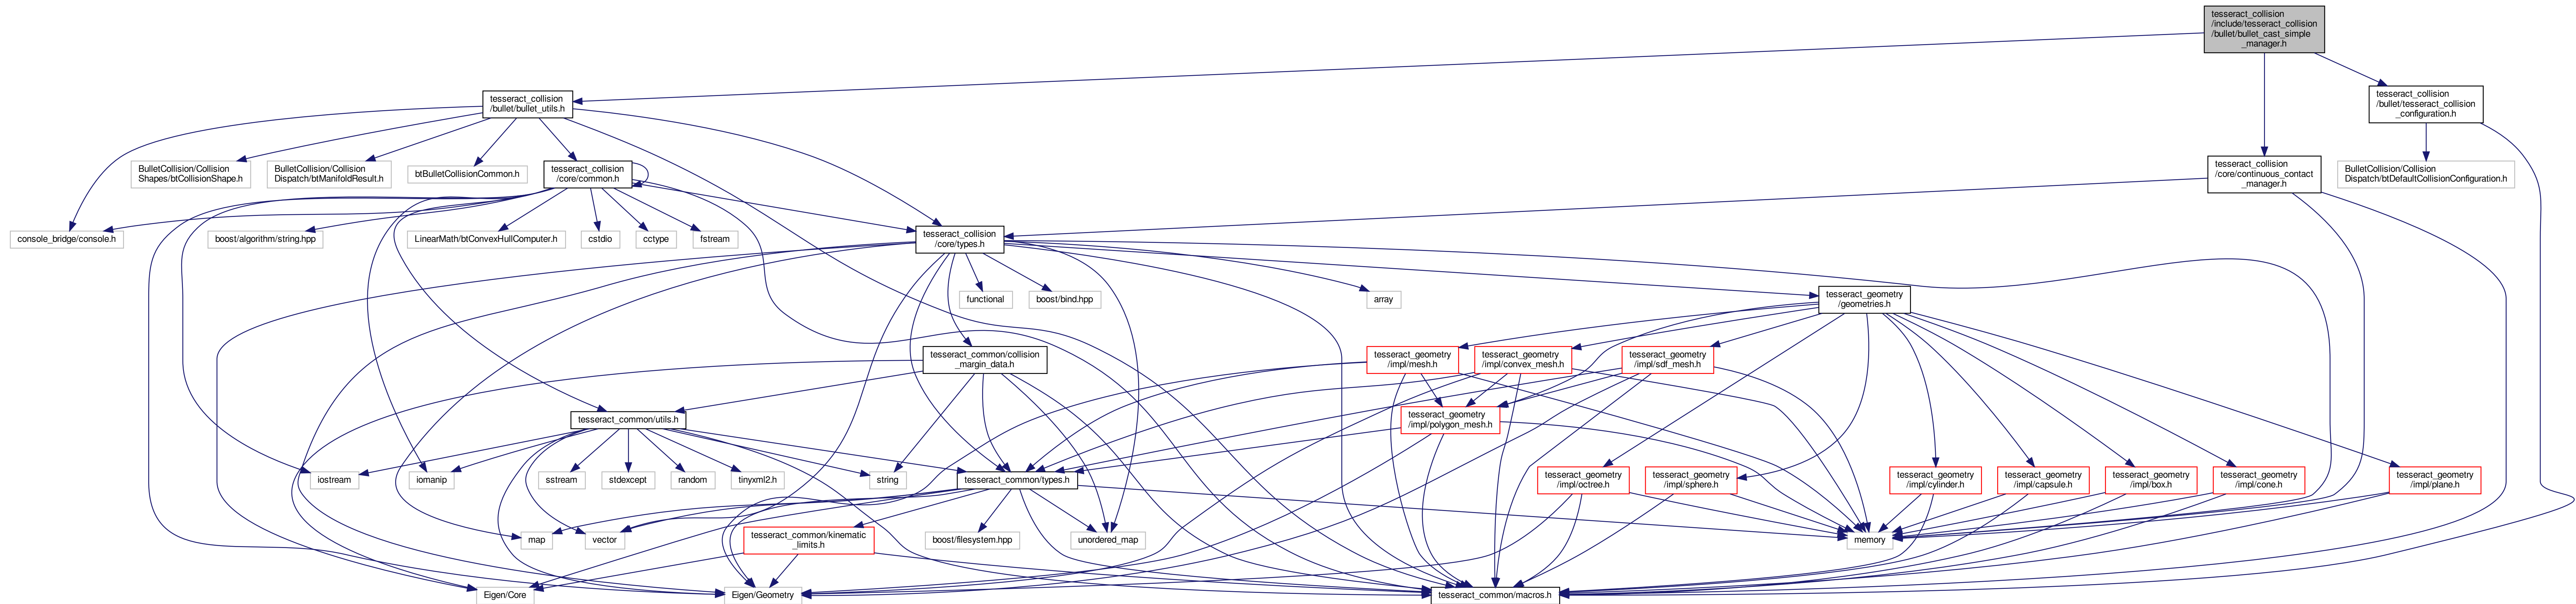 tesseract_collision
/include/tesseract_collision
/bullet/bullet_cast_simple
_manager.h
tesseract_collision
/bullet/bullet_utils.h
tesseract_collision
/bullet/tesseract_collision
_configuration.h
BulletCollision/Collision
Shapes/btCollisionShape.h
BulletCollision/Collision
Dispatch/btManifoldResult.h
btBulletCollisionCommon.h
tesseract_collision
/core/common.h
tesseract_collision
/core/continuous_contact
_manager.h
BulletCollision/Collision
Dispatch/btDefaultCollisionConfiguration.h
console_bridge/console.h
boost/algorithm/string.hpp
LinearMath/btConvexHullComputer.h
cstdio
cctype
fstream
tesseract_collision
/core/types.h
functional
boost/bind.hpp
array
tesseract_geometry
/geometries.h
tesseract_common/collision
_margin_data.h
tesseract_geometry
/impl/mesh.h
tesseract_geometry
/impl/convex_mesh.h
tesseract_geometry
/impl/sdf_mesh.h
tesseract_common/utils.h
tesseract_geometry
/impl/polygon_mesh.h
iostream
iomanip
sstream
stdexcept
random
tinyxml2.h
string
tesseract_common/types.h
tesseract_geometry
/impl/octree.h
tesseract_geometry
/impl/sphere.h
tesseract_geometry
/impl/cylinder.h
tesseract_geometry
/impl/capsule.h
tesseract_geometry
/impl/box.h
tesseract_geometry
/impl/cone.h
tesseract_geometry
/impl/plane.h
map
vector
tesseract_common/kinematic
_limits.h
boost/filesystem.hpp
unordered_map
memory
Eigen/Core
Eigen/Geometry
tesseract_common/macros.h